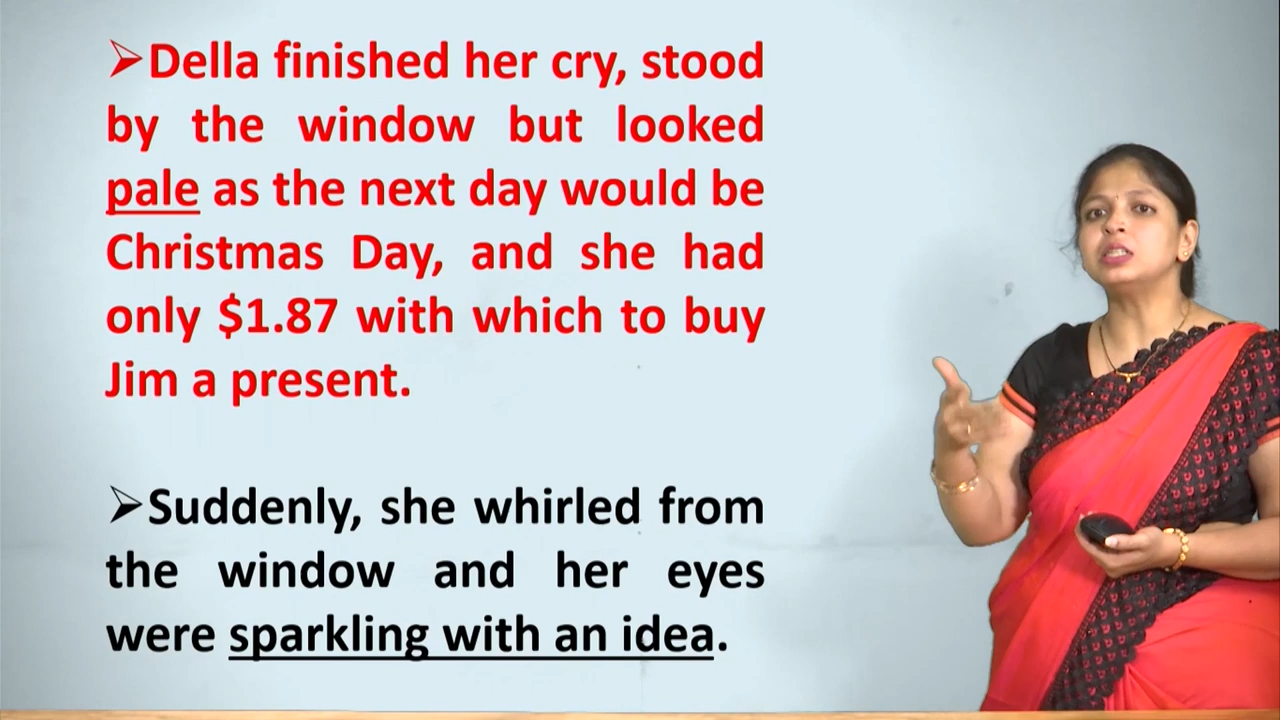 ➢Della finished her cry, stood
by the window but looked
pale as the next day would be
Christmas Day, and she had
only $1.87 with which to buy
Jim a present.
➢Suddenly, she whirled from
the window and her eyes
were sparkling with an idea.